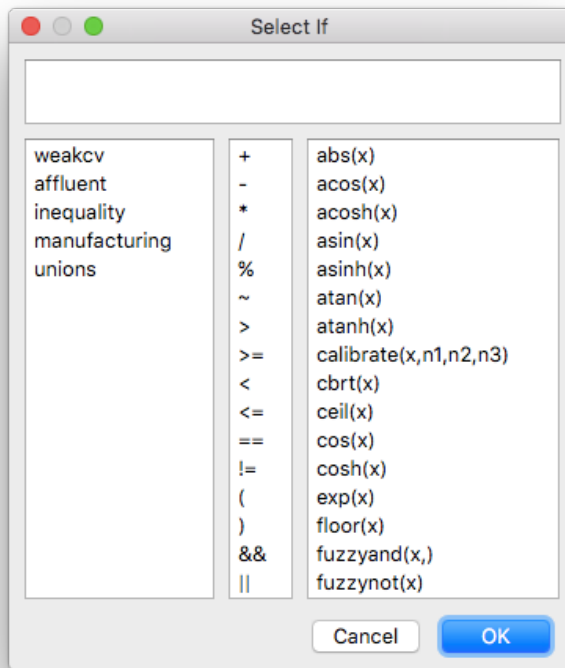 Select If
weakcv
affluent
inequality
manufacturing
unions
+
-
*
/
%
~
>
>=
<
<=
==
!=
(
)
&&
||
abs(x)
acos(x)
acosh(x)
asin(x)
asinh(x)
atan(x)
atanh(x)
calibrate(x,n1,n2,n3)
cbrt(x)
ceil(x)
cos(x)
cosh(x)
exp(x)
floor(x)
fuzzyand(x,)
fuzzynot(x)
Cancel
OK